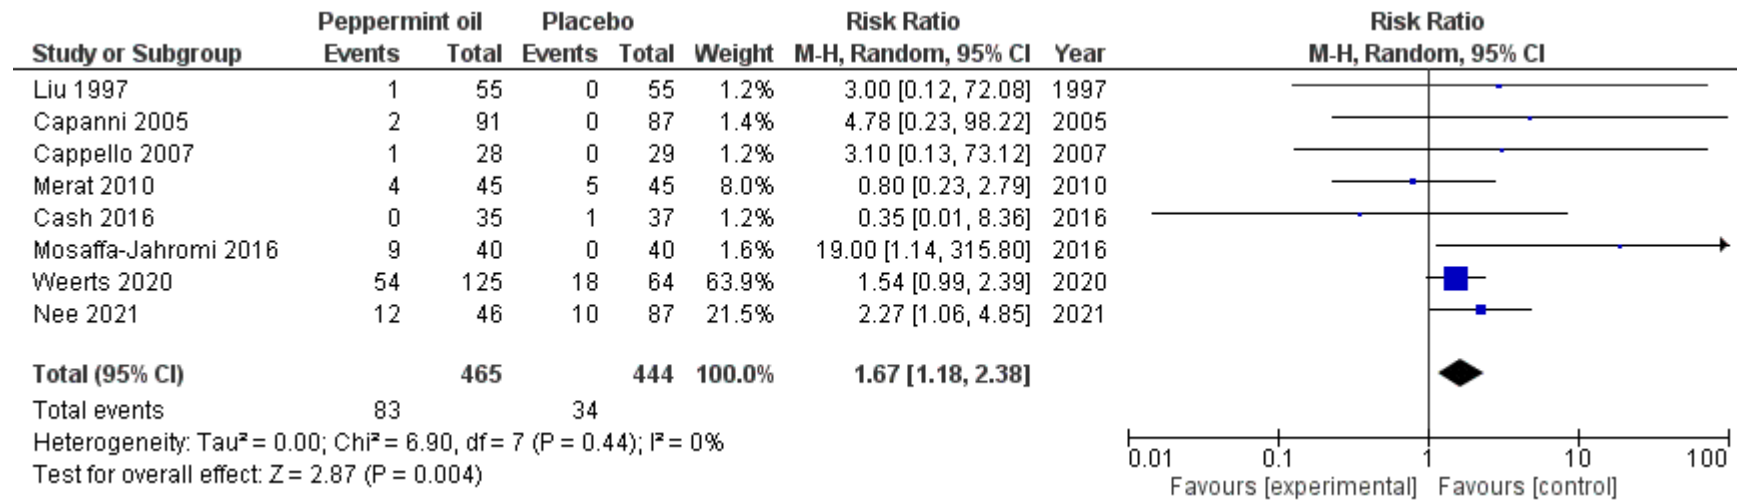 Peppermint oil Placebo Risk Ratio Risk Ratio
Study or Subgroup Events Total Events Total Weight M-H, Random, 95% CI Year M-H, Random, 95% CI
Liu 1997 1 55 0 55 1.2% 3.00 [0.12, 72.08] 1997
Capanni 2005 2 91 0 87 1.4% 4.78 [0.23, 98.22] 2005
Cappello 2007 1 28 0 29 1.2% 3.10 [0.13, 73.12] 2007
Merat 2010 4 45 5 45 8.0% 0.80 [0.23, 2.79] 2010
Cash 2016 0 35 1 37 1.2% 0.35 [0.01, 8.36] 2016
Mosaffa-Jahromi 2016 9 40 0 40 1.6% 19.00 [1.14, 315.80] 2016
Weerts 2020 54 125 18 64 63.9% 1.54 [0.99, 2.39] 2020
Nee 2021 12 46 10 87 21.5% 2.27 [1.06, 4.85] 2021
Total (95% CI) 465 444 100.0% 1.67 [1.18, 2.38]
Total events 83 34
Heterogeneity: Tau² = 0.00; Chi² = 6.90, df = 7 (P = 0.44); I² = 0%
Test for overall effect: Z = 2.87 (P = 0.004)
0.01 0.1 1 10 100
Favours [experimental] Favours [control]